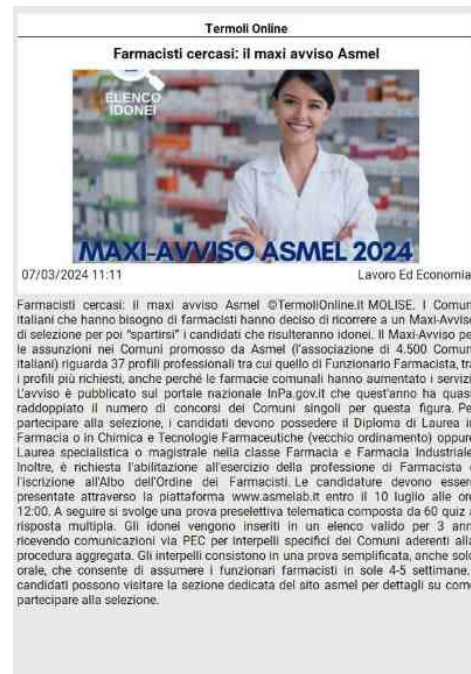 Termoli Online
Farmacisti cercasi: il maxi avviso Asmel
ELENCO
IDONEI
MAXI-AVVISO ASMEL 2024
07/03/2024 11:11
Lavoro Ed Economia
Farmacisti cercasi: il maxi avviso Asmel ©TermoliOnline.it MOLISE. I Comun
italiani che hanno bisogno di farmacisti hanno deciso di ricorrere a un Maxi-Avviso
di selezione per poi "spartirsi" i candidati che risulteranno idonei. Il Maxi-Avviso pe
le assunzioni nei Comuni promosso da Asmel (l'associazione di 4.500 Comun
italiani) riguarda 37 profili professionali tra cui quello di Funzionario Farmacista, tra
i profili più richiesti, anche perché le farmacie comunali hanno aumentato i servizi
L'avviso è pubblicato sul portale nazionale InPa.gov.it che quest'anno ha quasi
raddoppiato il numero di concorsi dei Comuni singoli per questa figura. Pe
partecipare alla selezione, i candidati devono possedere il Diploma di Laurea in
Farmacia o in Chimica e Tecnologie Farmaceutiche (vecchio ordinamento) oppure
Laurea specialistica o magistrale nella classe Farmacia e Farmacia Industriale
Inoltre, è richiesta l'abilitazione all'esercizio della professione di Farmacista e
l'iscrizione all'Albo dell'Ordine dei Farmacisti. Le candidature devono essere
presentate attraverso la piattaforma www.asmelab.it entro il 10 luglio alle ore
12:00. A seguire si svolge una prova preselettiva telematica composta da 60 quiz a
risposta multipla. Gli idonei vengono inseriti in un elenco valido per 3 ann
ricevendo comunicazioni via PEC per interpelli specifici dei Comuni aderenti alla
procedura aggregata. Gli interpelli consistono in una prova semplificata, anche solo
orale, che consente di assumere i funzionari farmacisti in sole 4-5 settimane.
candidati possono visitare la sezione dedicata del sito asmel per dettagli su come
partecipare alla selezione.